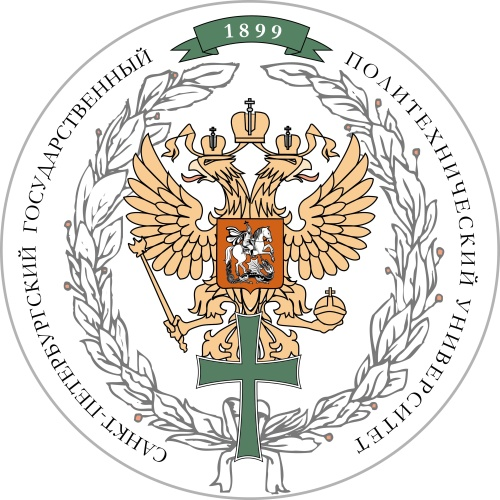 1899
САНКТ-ПЕТЕРБУРГСКИЙ ГОСУДАРСТВЕННЫЙ
ПОЛИТЕХНИЧЕСКИЙ УНИВЕРСИТЕТ